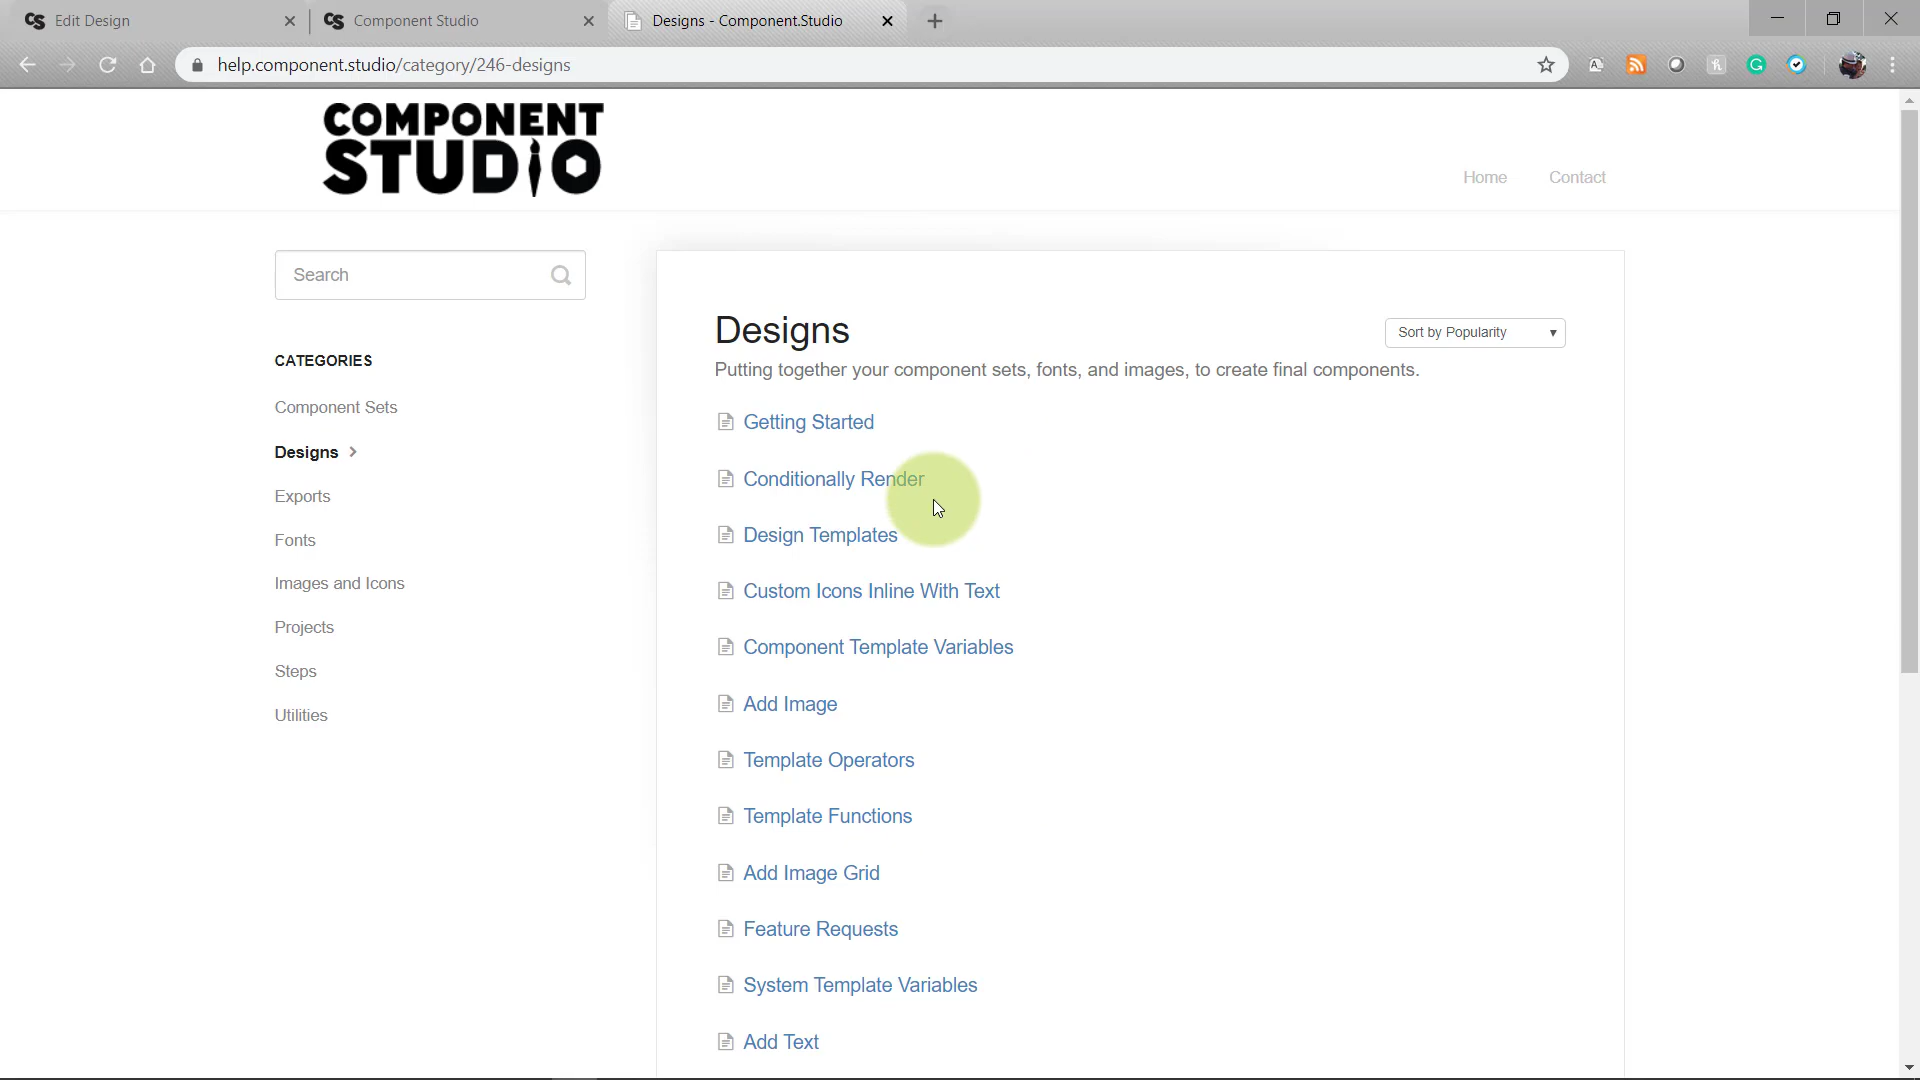 Edit Design
Component Studio
Designs - Component.Studio
help.component.studio/category/246-designs
COMPONENT
STUDIO
Home
Contact
Search
CATEGORIES
Component Sets
Designs
Exports
Fonts
Images and Icons
Projects
Steps
Utilities
Designs
Sort by Popularity
Putting together your component sets, fonts, and images, to create final components.
Getting Started
Conditionally Render
Design Templates
Custom Icons Inline With Text
Component Template Variables
Add Image
Template Operators
Template Functions
Add Image Grid
Feature Requests
System Template Variables
Add Text